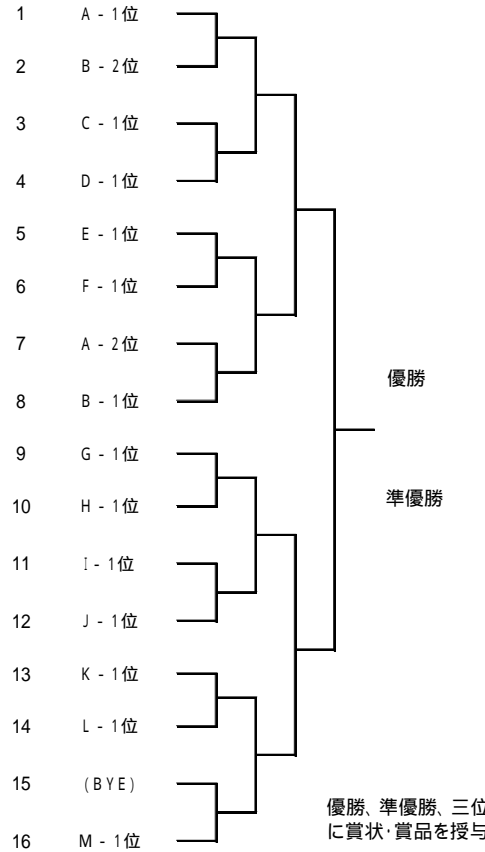 1 A - 1位
2 B - 2位
3 C - 1位
4 D - 1位
5 E - 1位
6 F - 1位
7 A - 2位
8 B - 1位
優勝
9 G - 1位
準優勝
10 H - 1位
11 I - 1位
12 J - 1位
13 K - 1位
14 L - 1位
15 (BYE)
16 M - 1位
優勝、準優勝、三位
に賞状・賞品を授与